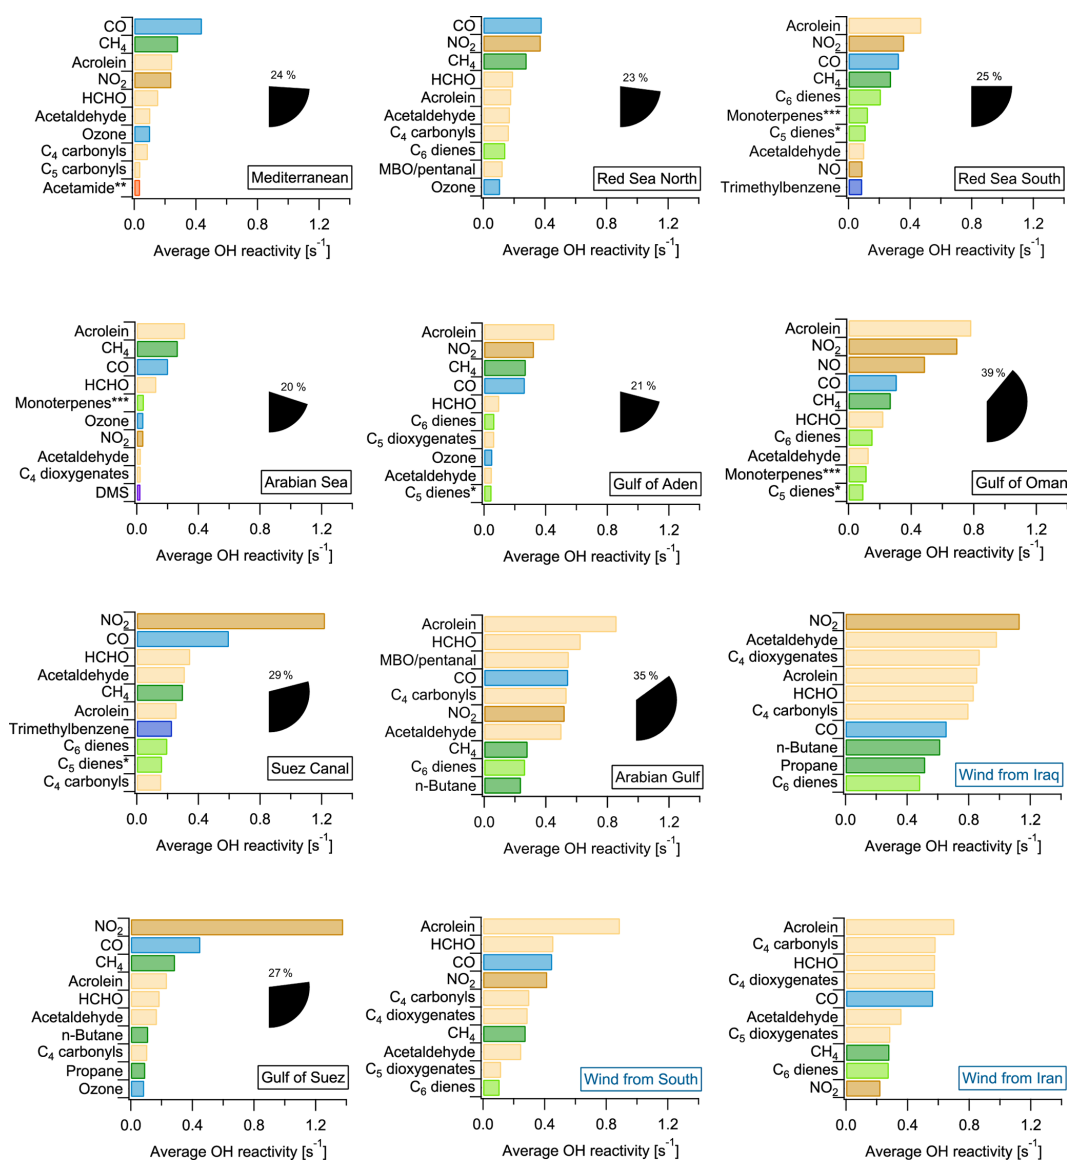 CO
CH4
Acrolein
NO2
HCHO
Acetaldehyde
Ozone
C4 carbonyls
C5 carbonyls
Acetamide**
24 %
Mediterranean
0.0 0.4 0.8 1.2
Average OH reactivity [s-1]
CO
NO2
CH4
HCHO
Acrolein
Acetaldehyde
C4 carbonyls
C6 dienes
MBO/pentanal
Ozone
23 %
Red Sea North
0.0 0.4 0.8 1.2
Average OH reactivity [s-1]
Acrolein
NO2
CO
CH4
C6 dienes
Monoterpenes***
C5 dienes*
Acetaldehyde
NO
Trimethylbenzene
25 %
Red Sea South
0.0 0.4 0.8 1.2
Average OH reactivity [s-1]
Acrolein
CH4
CO
HCHO
Monoterpenes***
Ozone
NO2
Acetaldehyde
C4 dioxygenates
DMS
20 %
Arabian Sea
0.0 0.4 0.8 1.2
Average OH reactivity [s-1]
Acrolein
NO2
CH4
CO
HCHO
C6 dienes
C5 dioxygenates
Ozone
Acetaldehyde
C5 dienes*
21 %
Gulf of Aden
0.0 0.4 0.8 1.2
Average OH reactivity [s-1]
Acrolein
NO2
NO
CO
CH4
HCHO
C6 dienes
Acetaldehyde
Monoterpenes***
C5 dienes*
39 %
Gulf of Oman
0.0 0.4 0.8 1.2
Average OH reactivity [s-1]
NO2
CO
HCHO
Acetaldehyde
CH4
Acrolein
Trimethylbenzene
C6 dienes
C5 dienes*
C4 carbonyls
29 %
Suez Canal
0.0 0.4 0.8 1.2
Average OH reactivity [s-1]
Acrolein
HCHO
MBO/pentanal
CO
C4 carbonyls
NO2
Acetaldehyde
CH4
C6 dienes
n-Butane
35 %
Arabian Gulf
0.0 0.4 0.8 1.2
Average OH reactivity [s-1]
NO2
Acetaldehyde
C4 dioxygenates
Acrolein
HCHO
C4 carbonyls
CO
n-Butane
Propane
C6 dienes
Wind from Iraq
0.0 0.4 0.8 1.2
Average OH reactivity [s-1]
NO2
CO
CH4
Acrolein
HCHO
Acetaldehyde
n-Butane
C4 carbonyls
Propane
Ozone
27 %
Gulf of Suez
0.0 0.4 0.8 1.2
Average OH reactivity [s-1]
Acrolein
HCHO
CO
NO2
C4 carbonyls
C4 dioxygenates
CH4
Acetaldehyde
C5 dioxygenates
C6 dienes
Wind from South
0.0 0.4 0.8 1.2
Average OH reactivity [s-1]
Acrolein
C4 carbonyls
HCHO
C4 dioxygenates
CO
Acetaldehyde
C5 dioxygenates
CH4
C6 dienes
NO2
Wind from Iran
0.0 0.4 0.8 1.2
Average OH reactivity [s-1]